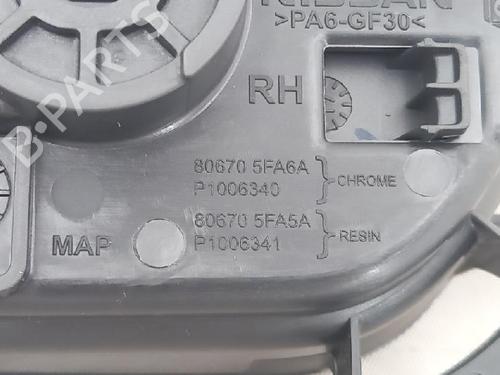 NISSAN
>PA6-GF30<
RH
80670 5FA6A
P1006340
CHROME
80670 5FA5A
P1006341
RESIN
MAP
B-PARTS